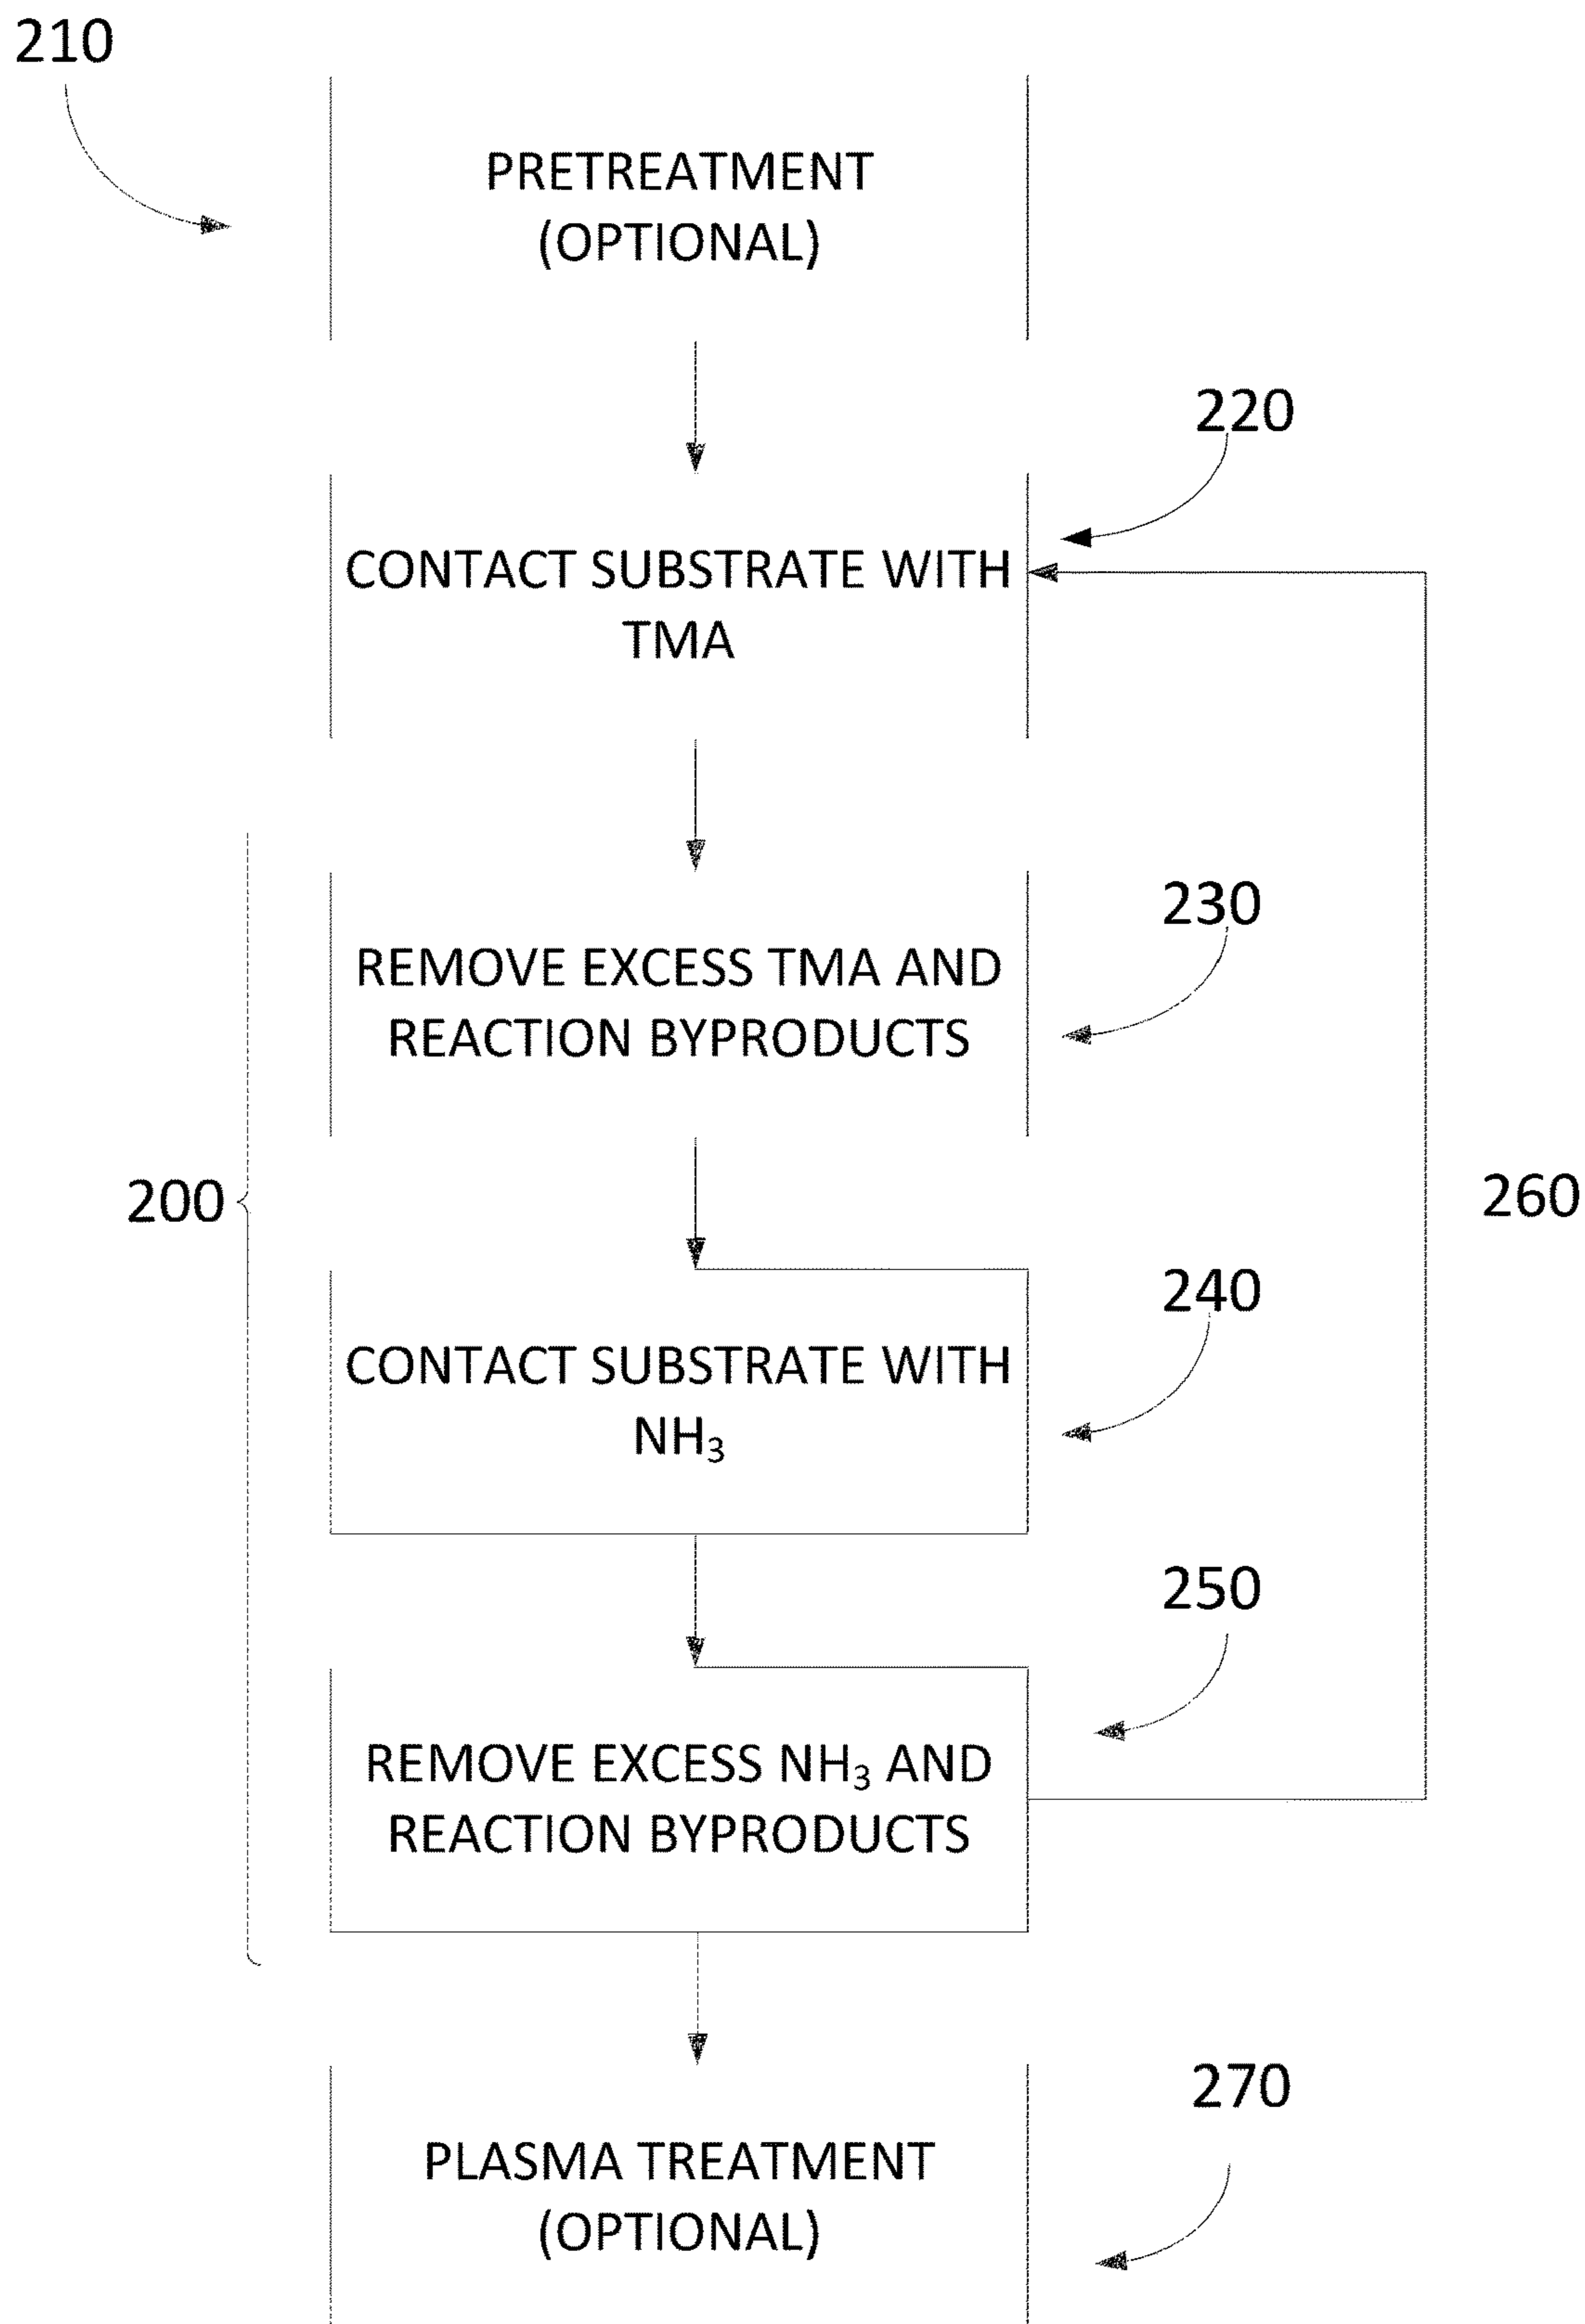 210
PRETREATMENT
(OPTIONAL)
220
CONTACT SUBSTRATE WITH
TMA
230
REMOVE EXCESS TMA AND
REACTION BYPRODUCTS
200
260
240
CONTACT SUBSTRATE WITH
NH₃
250
REMOVE EXCESS NH₃ AND
REACTION BYPRODUCTS
270
PLASMA TREATMENT
(OPTIONAL)